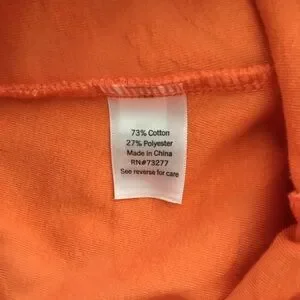 73% Cotton
27% Polyester
Made in China
RN#73277
See reverse for care